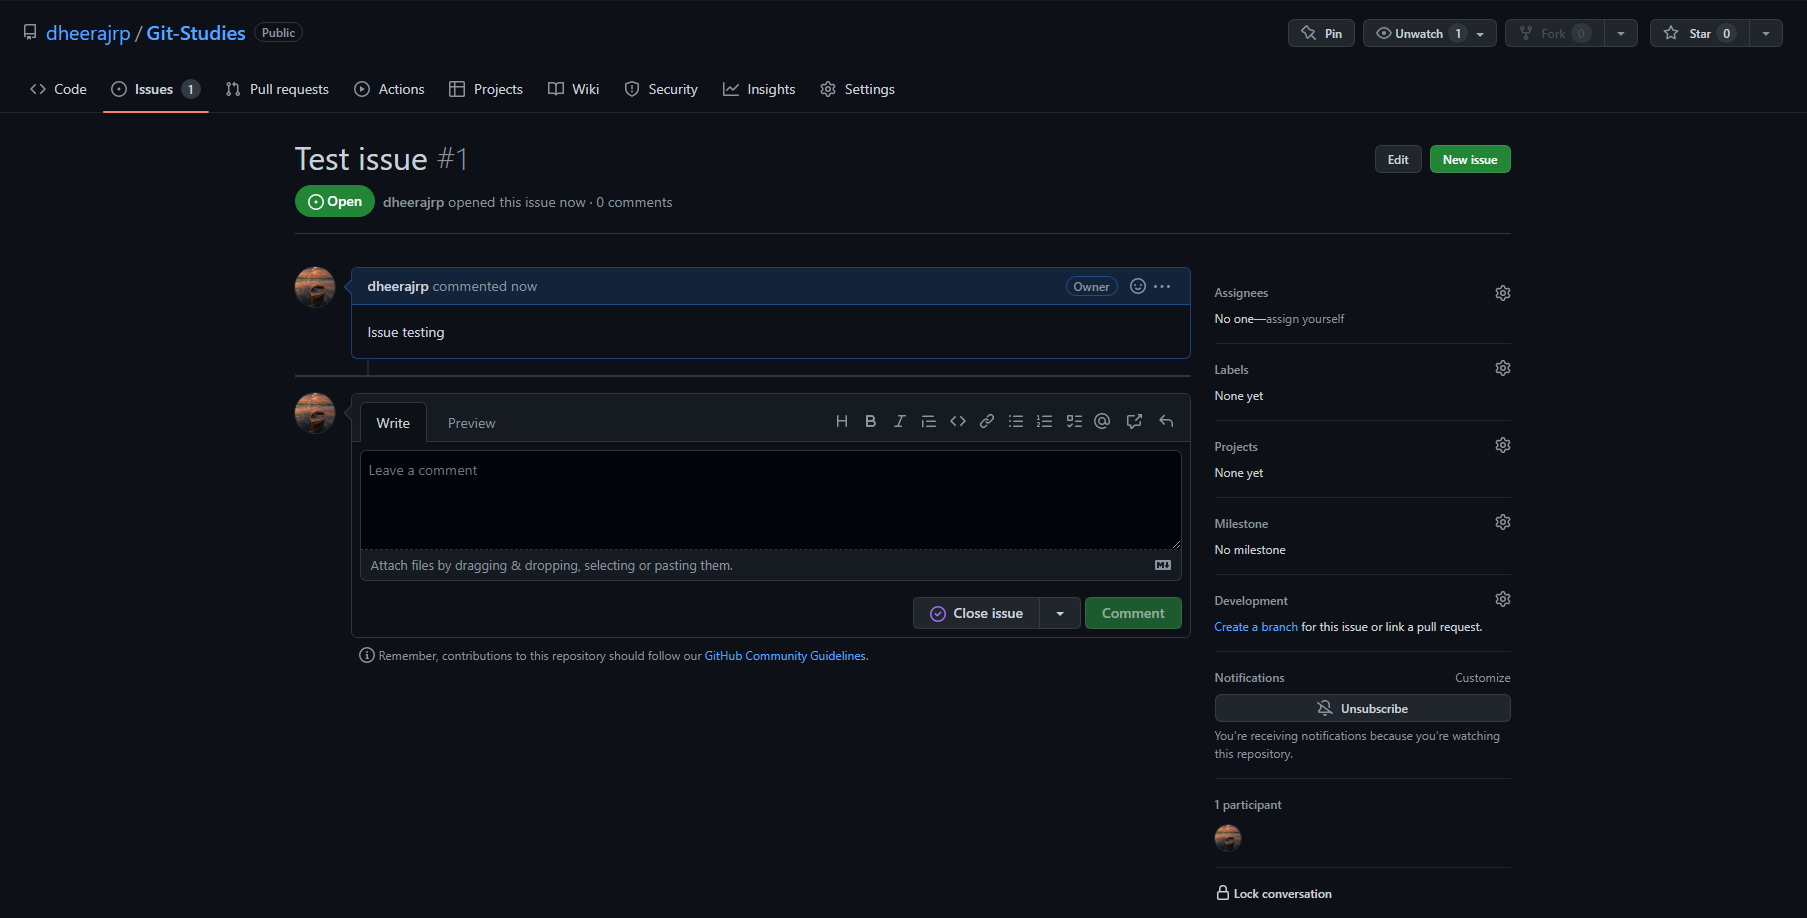 dheerajrp / Git-Studies Public
Pin Unwatch 1 Fork 0 Star 0
Code Issues 1 Pull requests Actions Projects Wiki Security Insights Settings
Test issue #1
Edit New issue
Open dheerajrp opened this issue now · 0 comments
dheerajrp commented now Owner
Issue testing
Write Preview
Leave a comment
Attach files by dragging & dropping, selecting or pasting them.
Close issue Comment
Remember, contributions to this repository should follow our GitHub Community Guidelines.
Assignees
No one—assign yourself
Labels
None yet
Projects
None yet
Milestone
No milestone
Development
Create a branch for this issue or link a pull request.
Notifications Customize
Unsubscribe
You're receiving notifications because you're watching
this repository.
1 participant
Lock conversation